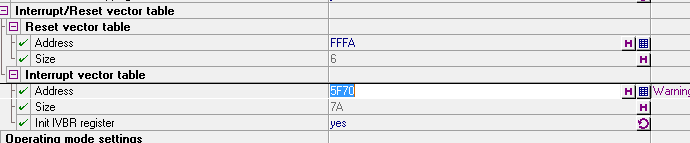 Interrupt/Reset vector table
Reset vector table
Address FFFA H
Size 6 H
Interrupt vector table
Address 5F70 H Warning
Size 7A H
Init IVBR register yes
Operating mode settings